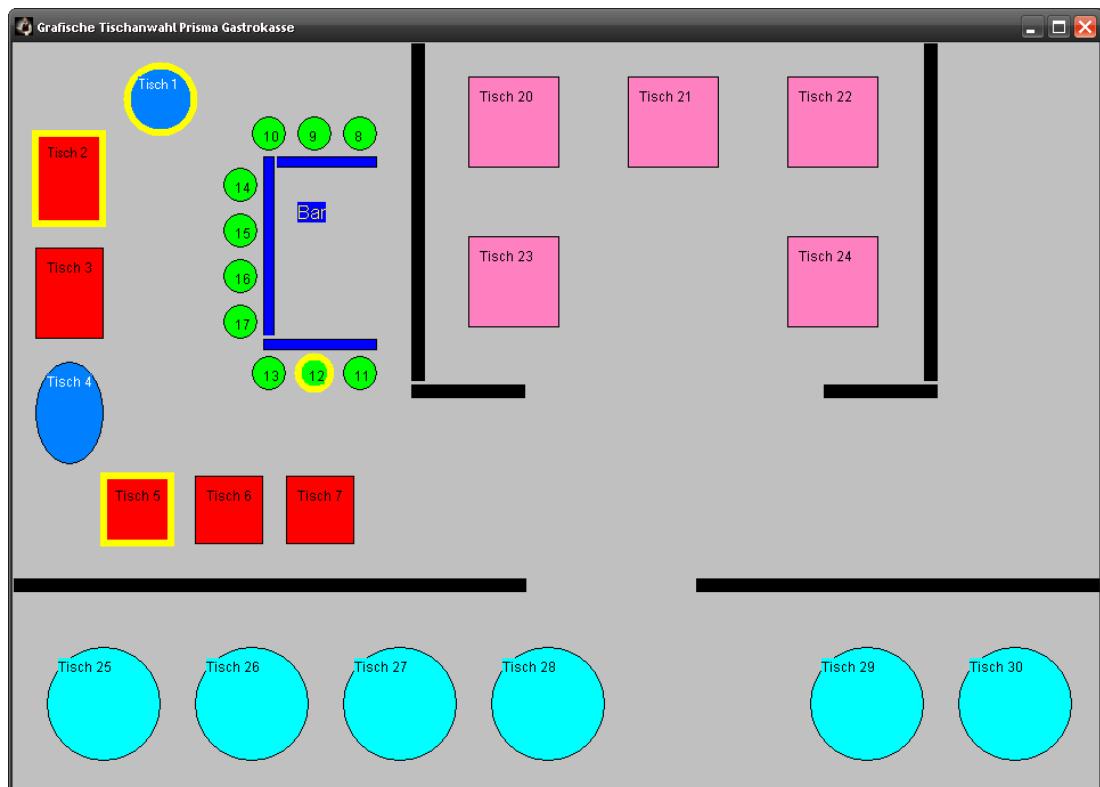 Grafische Tischanwahl Prisma Gastrokasse
Tisch 1
Tisch 20
Tisch 21
Tisch 22
10
9
8
Tisch 2
14
Bar
15
Tisch 3
16
Tisch 23
Tisch 24
17
Tisch 4
13
12
11
Tisch 5
Tisch 6
Tisch 7
Tisch 25
Tisch 26
Tisch 27
Tisch 28
Tisch 29
Tisch 30